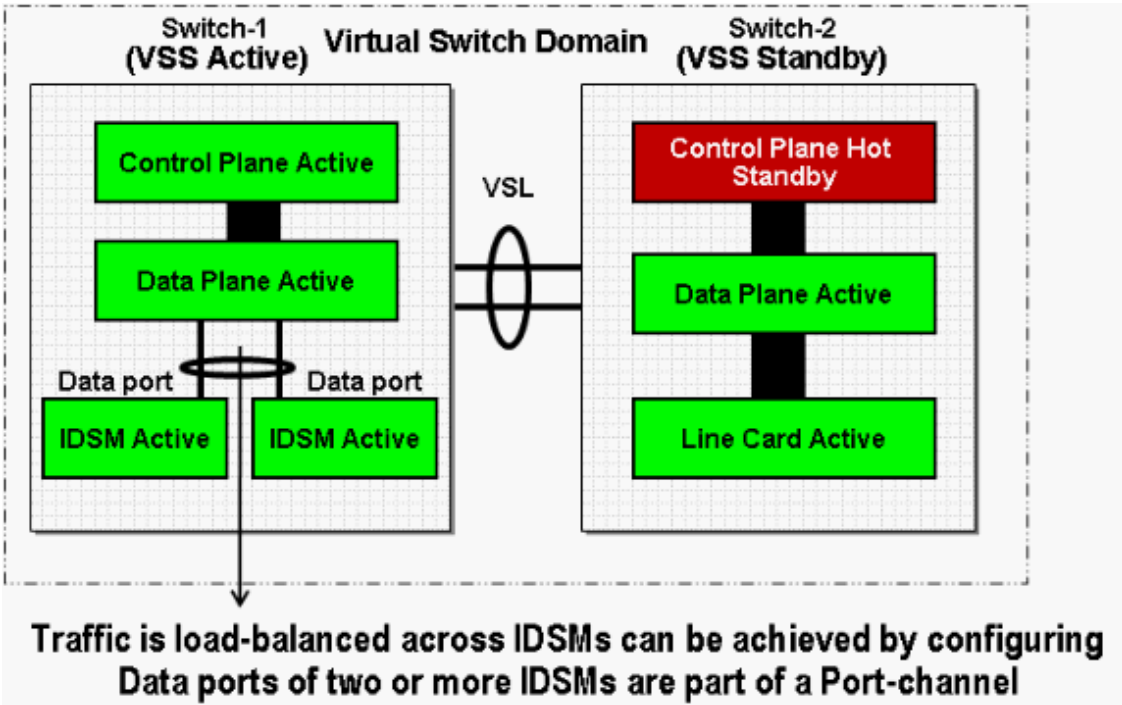 Switch-1
(VSS Active)
Virtual Switch Domain
Switch-2
(VSS Standby)
Control Plane Active
Data Plane Active
Data port
Data port
IDSM Active
IDSM Active
VSL
Control Plane Hot
Standby
Data Plane Active
Line Card Active
Traffic is load-balanced across IDSMs can be achieved by configuring
Data ports of two or more IDSMs are part of a Port-channel